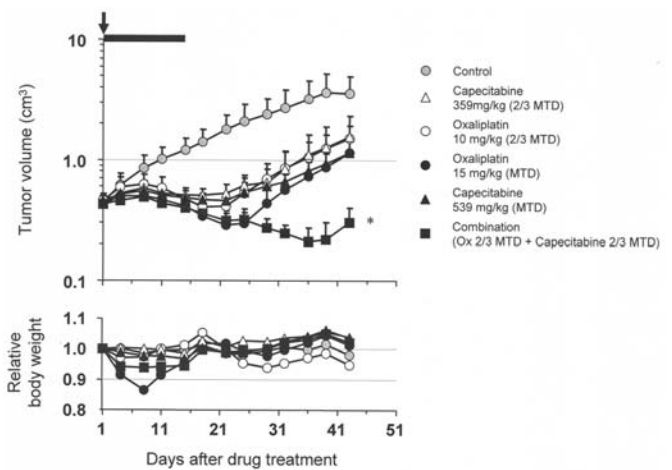 10
1.0
0.1
Tumor volume (cm³)
*
Control
Capecitabine
359mg/kg (2/3 MTD)
Oxaliplatin
10 mg/kg (2/3 MTD)
Oxaliplatin
15 mg/kg (MTD)
Capecitabine
539 mg/kg (MTD)
Combination
(Ox 2/3 MTD + Capecitabine 2/3 MTD)
1.1
1.0
0.9
0.8
Relative
body weight
1 11 21 31 41 51
Days after drug treatment